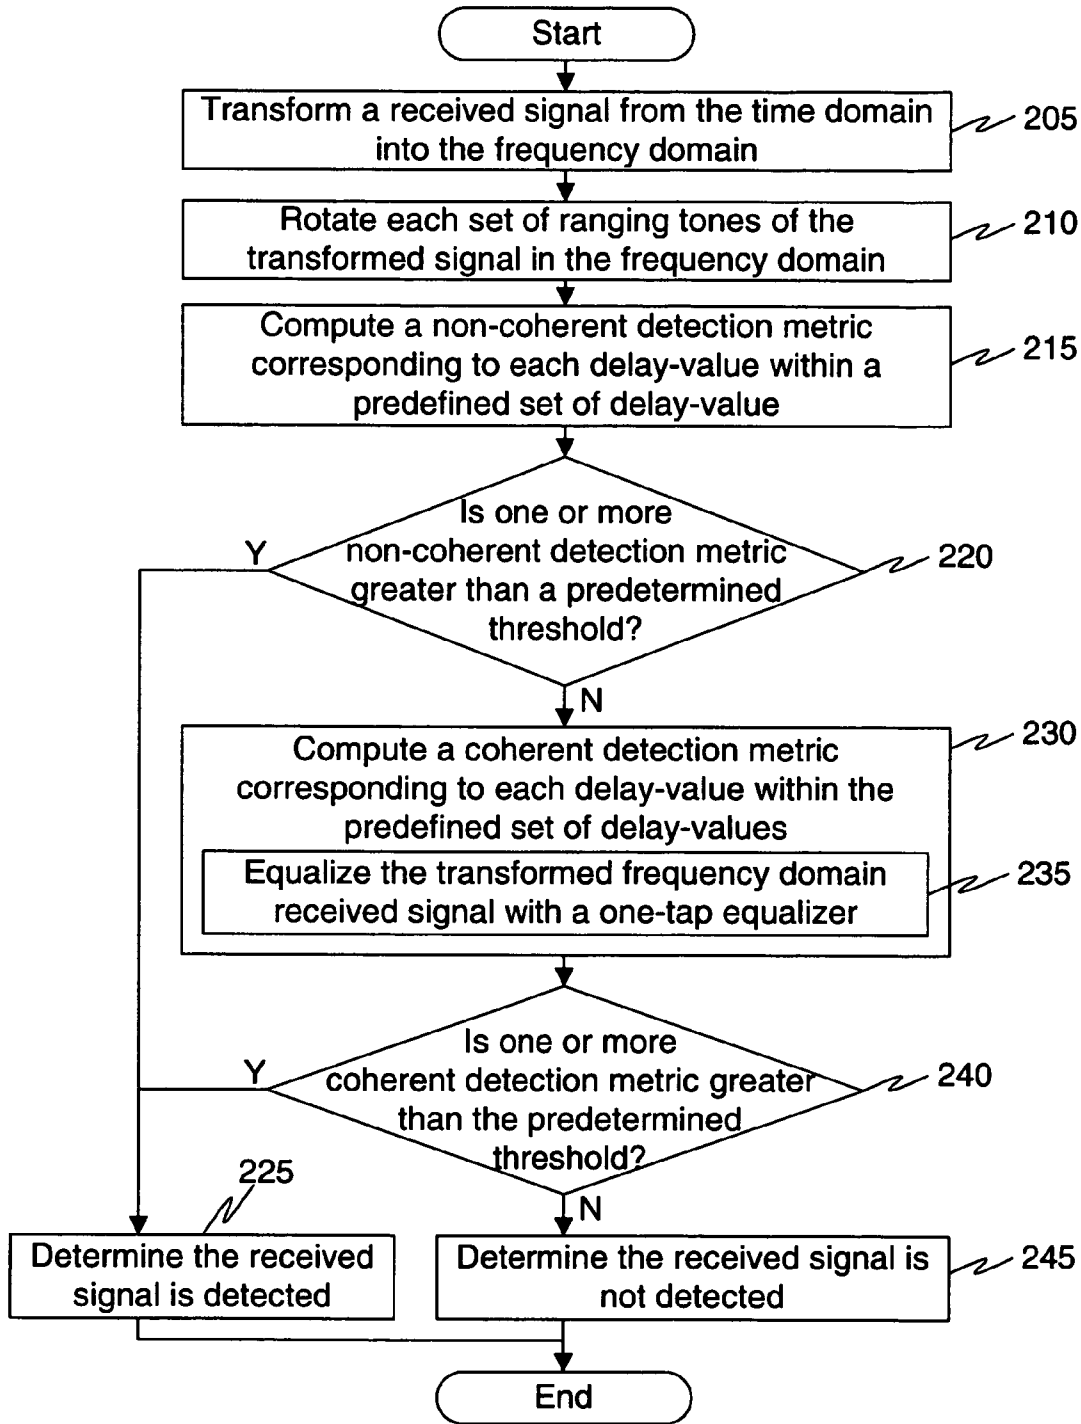 Start
Transform a received signal from the time domain
into the frequency domain
205
Rotate each set of ranging tones of the
transformed signal in the frequency domain
210
Compute a non-coherent detection metric
corresponding to each delay-value within a
predefined set of delay-value
215
Is one or more
non-coherent detection metric
greater than a predetermined
threshold?
Y
220
N
Compute a coherent detection metric
corresponding to each delay-value within the
predefined set of delay-values
230
Equalize the transformed frequency domain
received signal with a one-tap equalizer
235
Is one or more
coherent detection metric greater
than the predetermined
threshold?
Y
240
N
225
Determine the received
signal is detected
Determine the received signal is
not detected
245
End